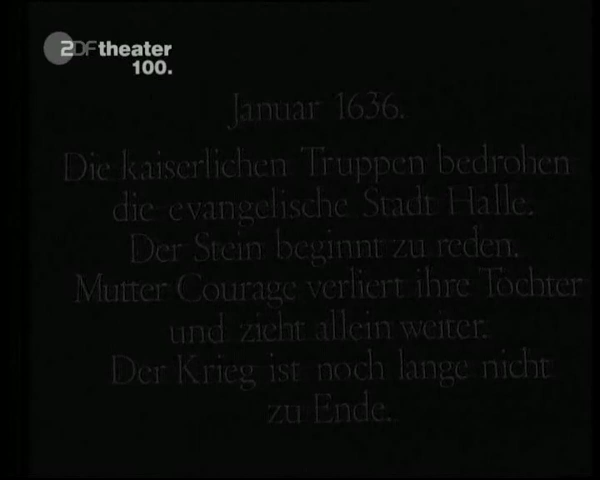 ZDFtheater
100.
Januar 1636.
Die kaiserlichen Truppen bedrohen
die evangelische Stadt Halle.
Der Stein beginnt zu reden.
Mutter Courage verliert ihre Tochter
und zieht allein weiter.
Der Krieg ist noch lange nicht
zu Ende.